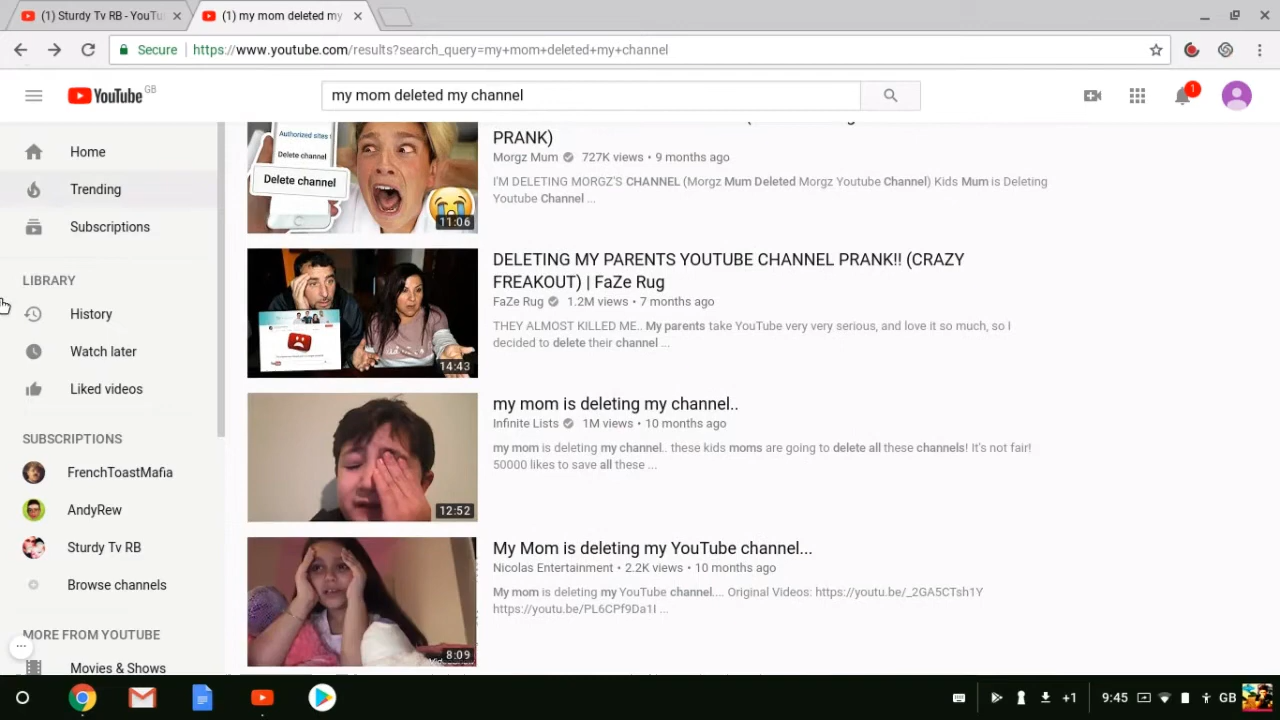 (1) Sturdy Tv RB - YouTu
(1) my mom deleted my
Secure
https://www.youtube.com/results?search_query=my+mom+deleted+my+channel
YouTube GB
my mom deleted my channel
1
Home
Trending
Subscriptions
LIBRARY
History
Watch later
Liked videos
SUBSCRIPTIONS
FrenchToastMafia
AndyRew
Sturdy Tv RB
Browse channels
MORE FROM YOUTUBE
Movies & Shows
Authorized sites
Delete channel
Delete channel
11:06
PRANK)
Morgz Mum 727K views • 9 months ago
I'M DELETING MORGZ'S CHANNEL (Morgz Mum Deleted Morgz Youtube Channel) Kids Mum is Deleting
Youtube Channel ...
14:43
DELETING MY PARENTS YOUTUBE CHANNEL PRANK!! (CRAZY
FREAKOUT) | FaZe Rug
FaZe Rug 1.2M views • 7 months ago
THEY ALMOST KILLED ME.. My parents take YouTube very very serious, and love it so much, so I
decided to delete their channel ...
12:52
my mom is deleting my channel..
Infinite Lists 1M views • 10 months ago
my mom is deleting my channel.. these kids moms are going to delete all these channels! It's not fair!
50000 likes to save all these ...
8:09
My Mom is deleting my YouTube channel...
Nicolas Entertainment • 2.2K views • 10 months ago
My mom is deleting my YouTube channel.... Original Videos: https://youtu.be/_2GA5CTsh1Y
https://youtu.be/PL6CPf9Da1I ...
+1
9:45
GB